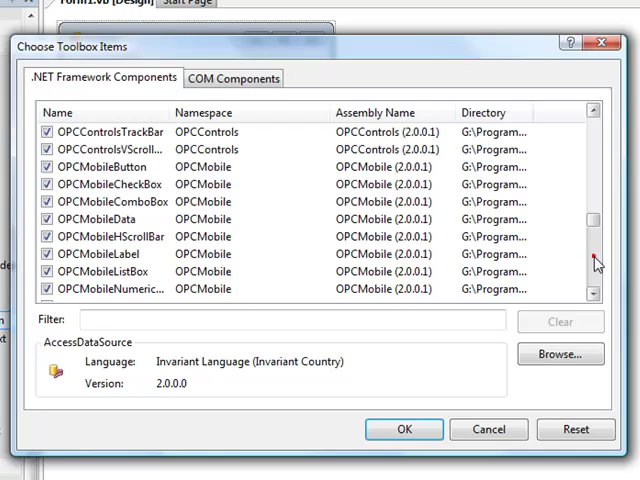 Form1.vb [Design] Start Page
Choose Toolbox Items
.NET Framework Components COM Components
Name Namespace Assembly Name Directory
OPCControlsTrackBar OPCControls OPCControls (2.0.0.1) G:\Program...
OPCControlsVScroll... OPCControls OPCControls (2.0.0.1) G:\Program...
OPCMobileButton OPCMobile OPCMobile (2.0.0.1) G:\Program...
OPCMobileCheckBox OPCMobile OPCMobile (2.0.0.1) G:\Program...
OPCMobileComboBox OPCMobile OPCMobile (2.0.0.1) G:\Program...
OPCMobileData OPCMobile OPCMobile (2.0.0.1) G:\Program...
OPCMobileHScrollBar OPCMobile OPCMobile (2.0.0.1) G:\Program...
OPCMobileLabel OPCMobile OPCMobile (2.0.0.1) G:\Program...
OPCMobileListBox OPCMobile OPCMobile (2.0.0.1) G:\Program...
OPCMobileNumeric... OPCMobile OPCMobile (2.0.0.1) G:\Program...
Filter: Clear
AccessDataSource
Language: Invariant Language (Invariant Country)
Browse...
Version: 2.0.0.0
OK Cancel Reset